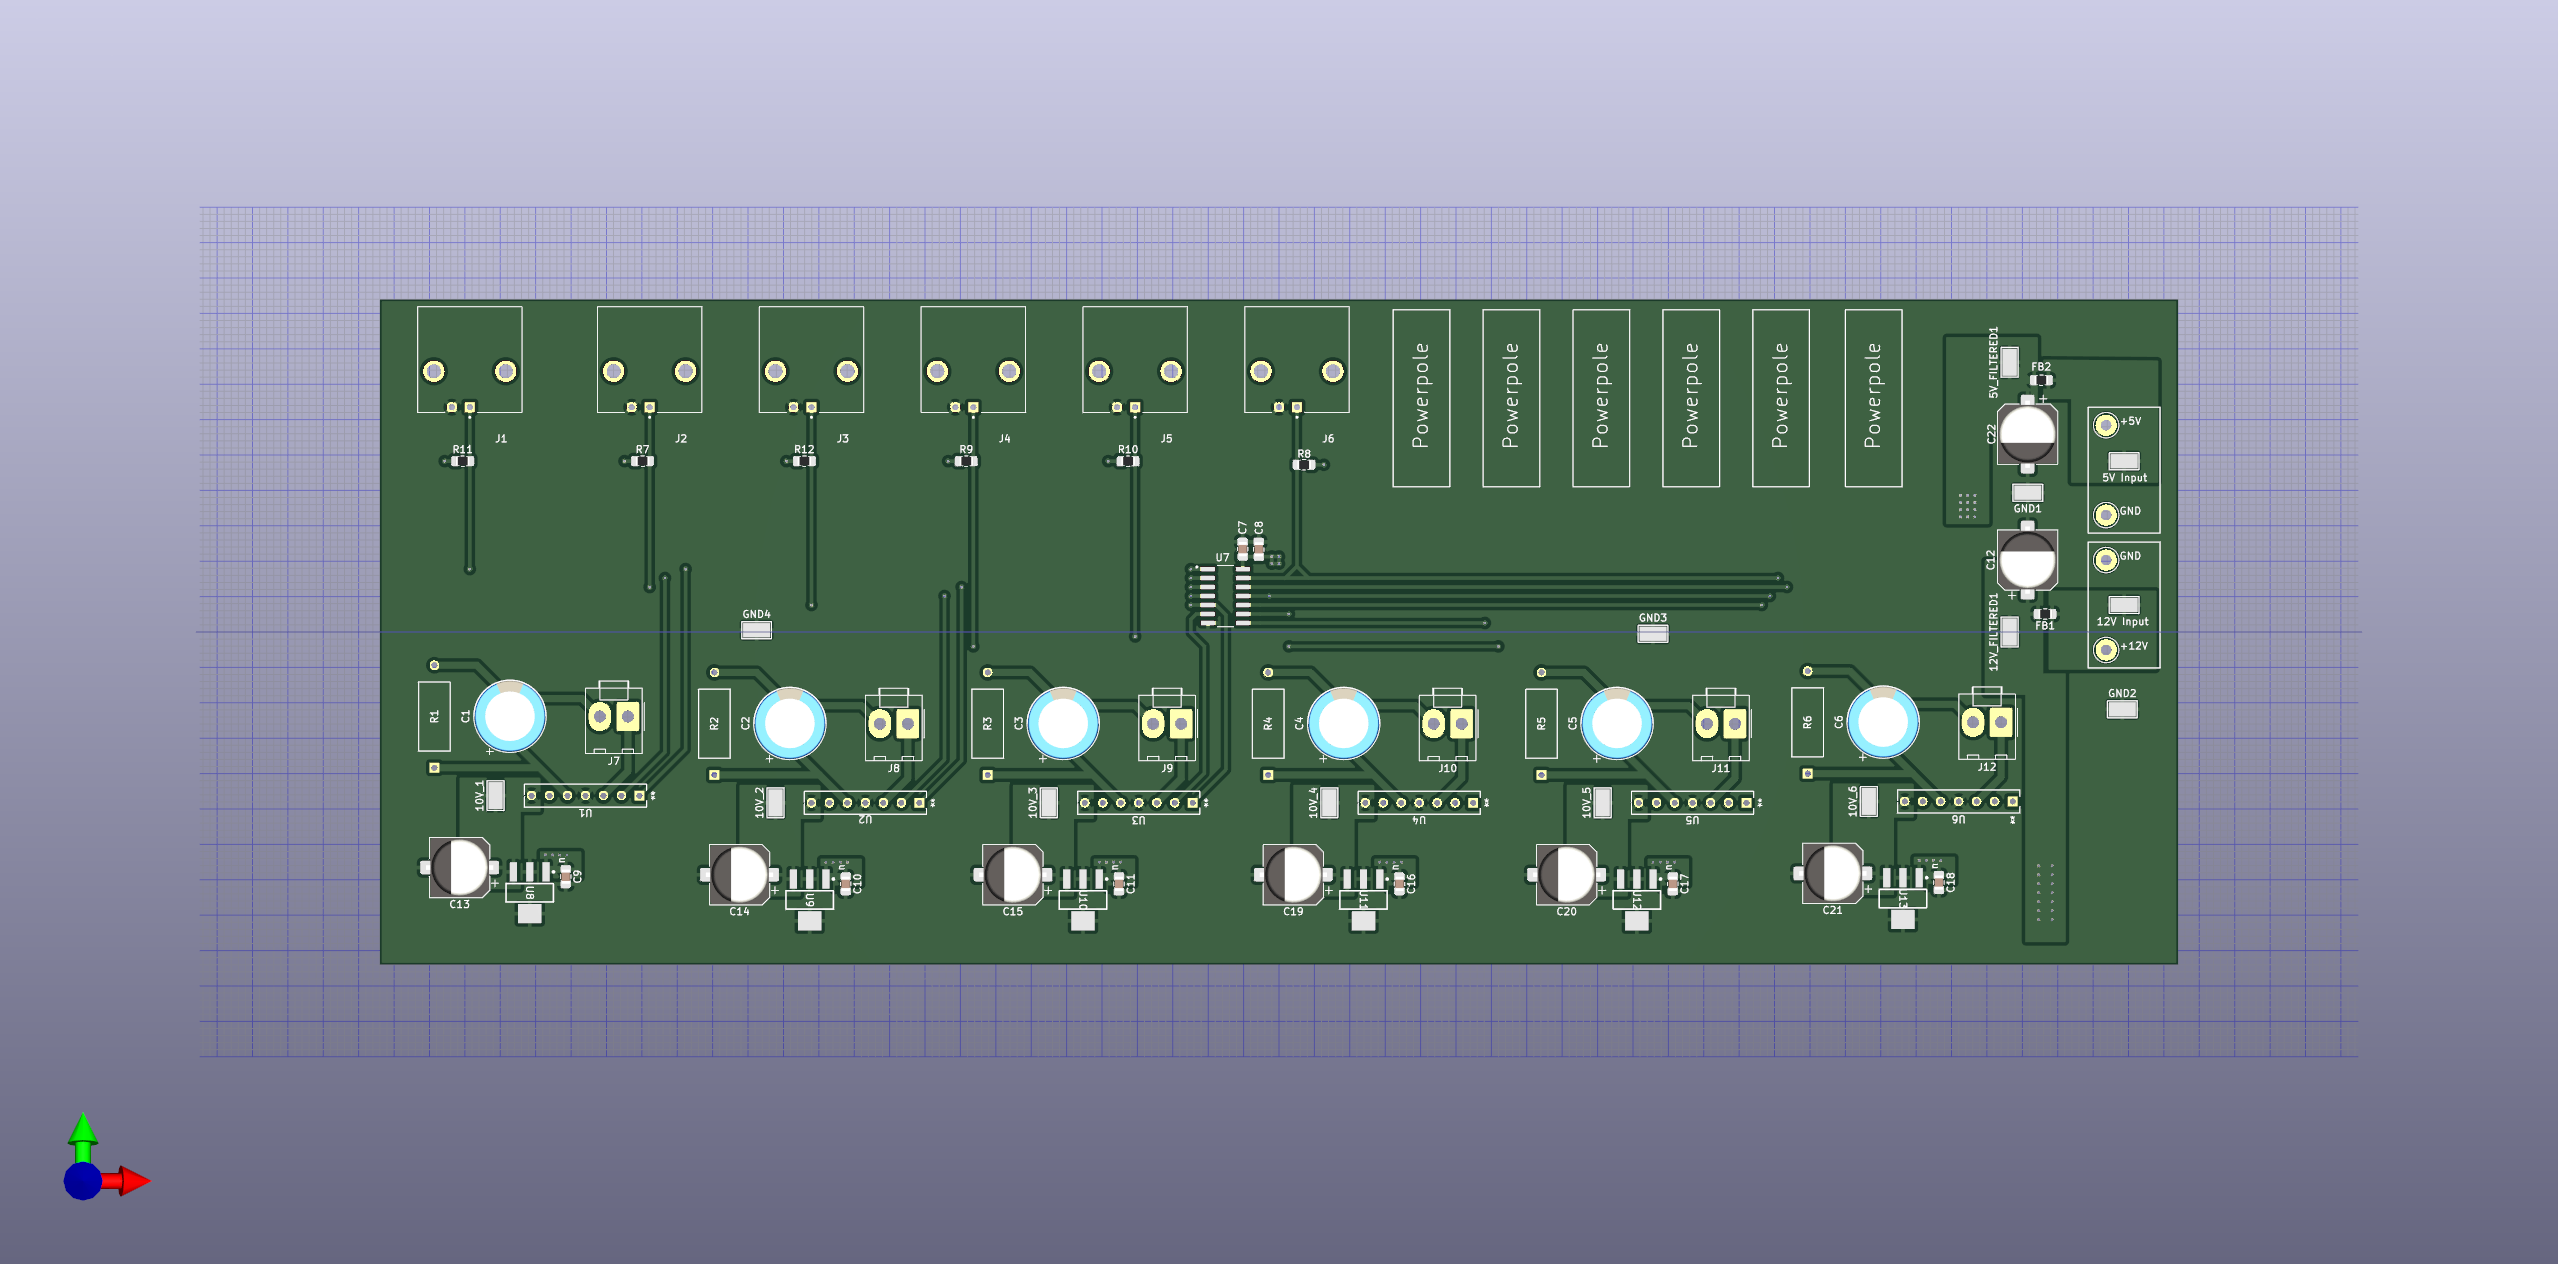 Powerpole
Powerpole
Powerpole
Powerpole
Powerpole
Powerpole
5V_FILTERED1
FB2
+
C22
+5V
5V Input
GND1
GND
J1
J2
J3
J4
J5
J6
R11
R7
R12
R9
R10
R8
C7
C8
U7
GND
C12
+
12V Input
FB1
12V_FILTERED1
+12V
GND4
GND3
GND2
R1
C1
+
J7
R2
C2
+
J8
R3
C3
+
J9
R4
C4
+
J10
R5
C5
+
J11
R6
C6
+
J12
10V_1
U1
**
10V_2
U2
**
10V_3
U3
**
10V_4
U4
**
10V_5
U5
**
10V_6
U6
**
C13
+
U8
C9
C14
+
U9
C10
C15
+
U10
C11
C19
+
U11
C16
C20
+
U12
C17
C21
+
U13
C18